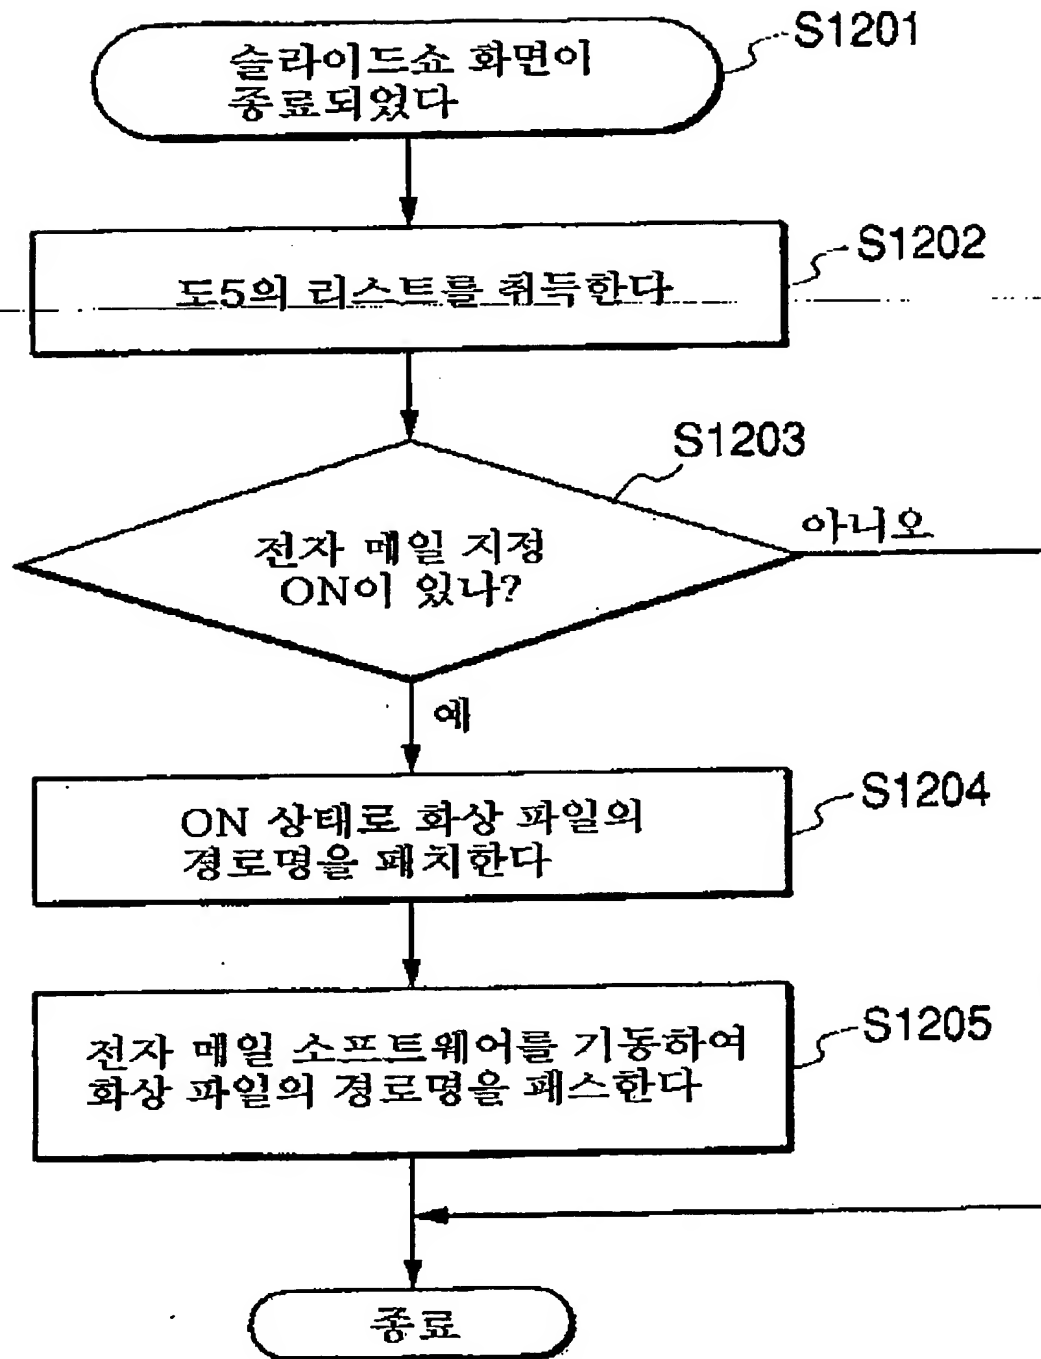 슬라이드쇼 화면이
종료되었다
S1201
도5의 리스트를 취득한다
S1202
S1203
전자 메일 지정
ON이 있나?
아니오
예
ON 상태로 화상 파일의
경로명을 패치한다
S1204
전자 메일 소프트웨어를 기동하여
화상 파일의 경로명을 패스한다
S1205
종료